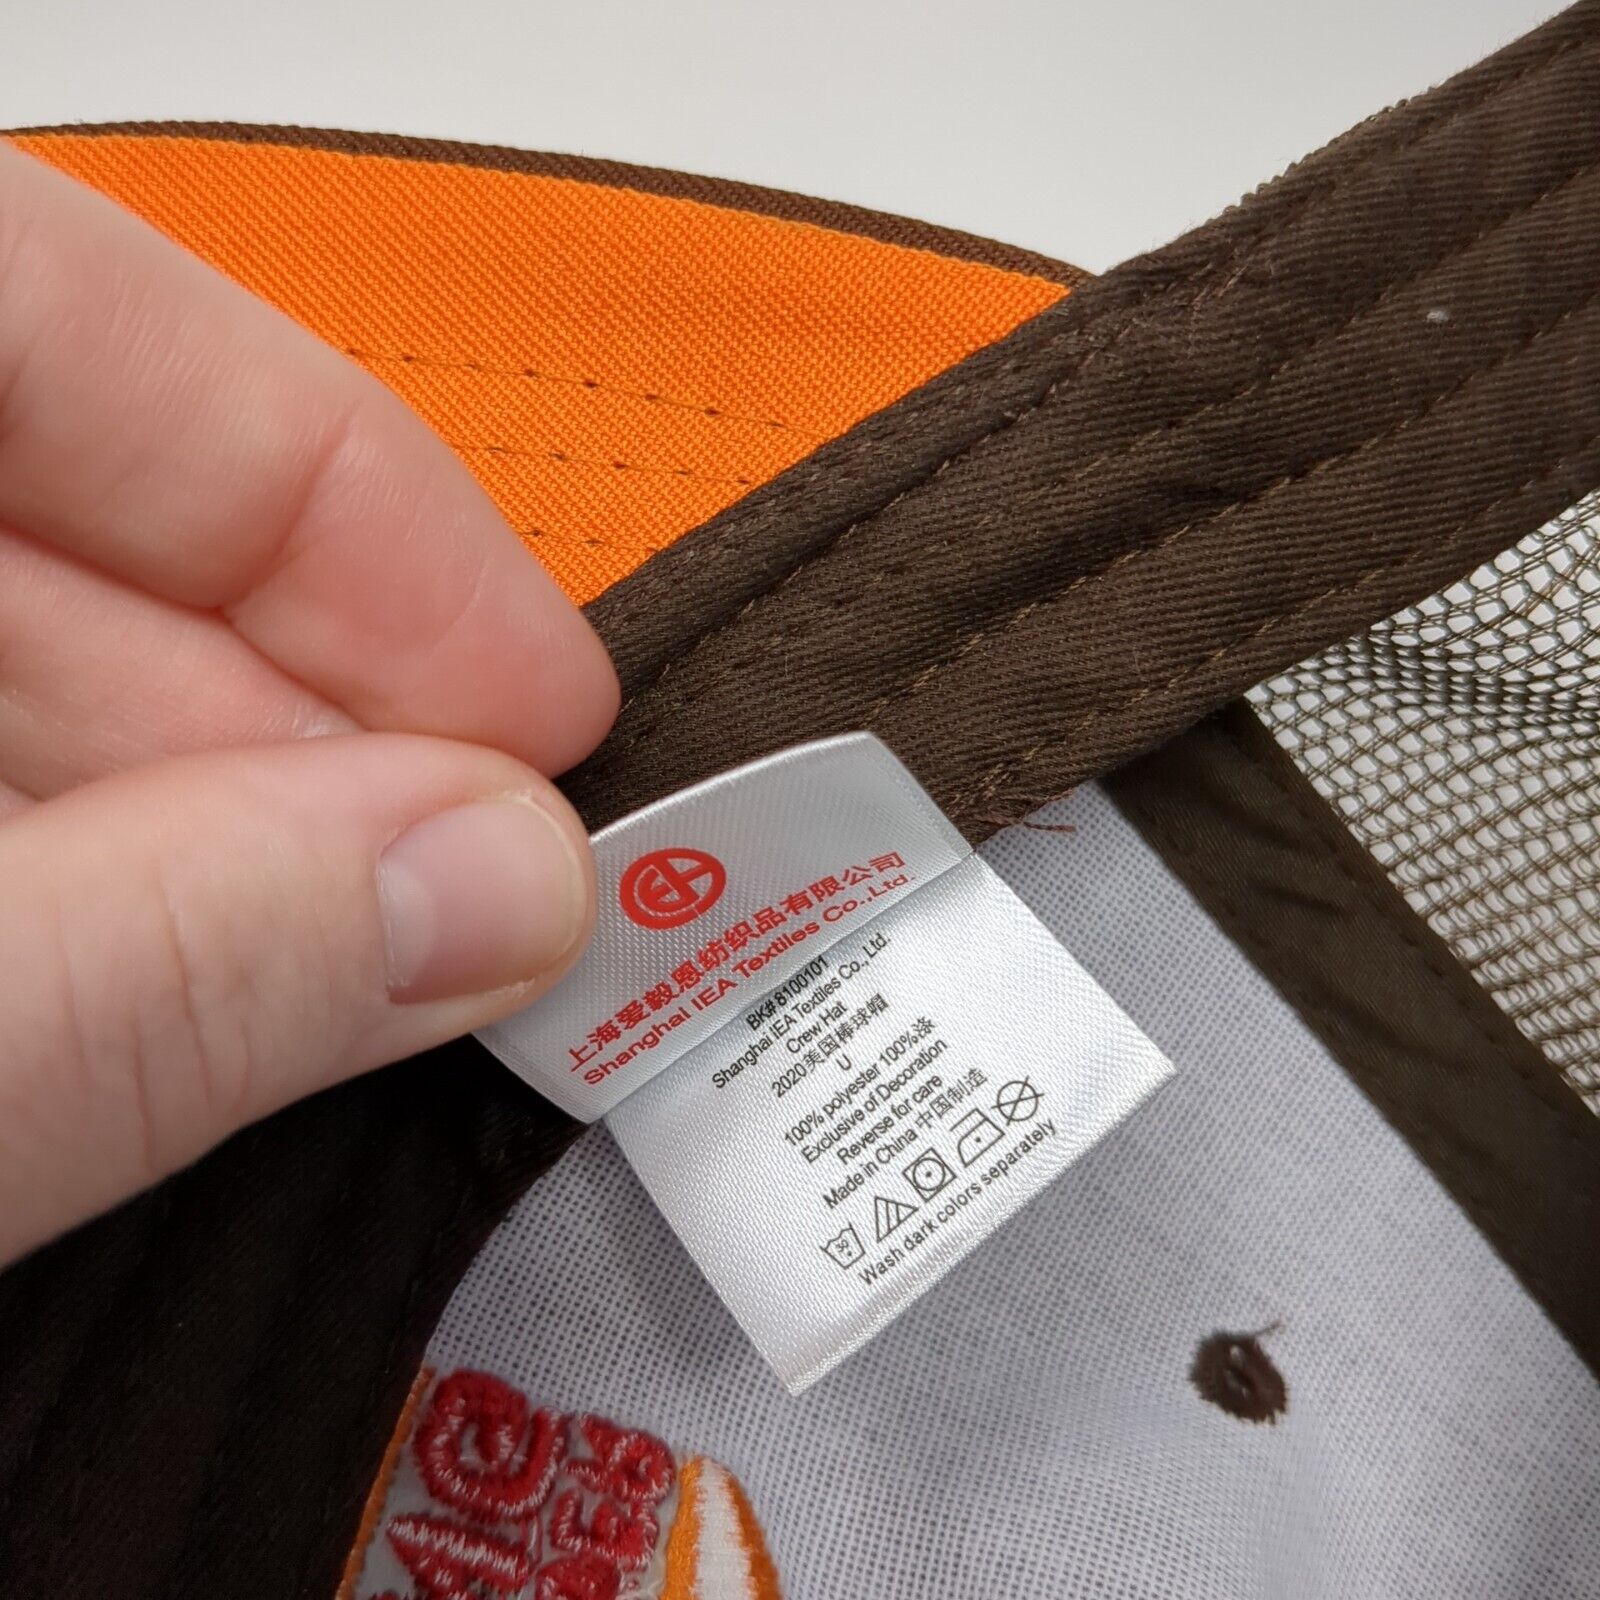 IEA
上海爱毅恩纺织品有限公司
Shanghai IEA Textiles Co.,Ltd.
BK#8100101
Shanghai IEA Textiles Co., Ltd.
Crew Hat
2020美国棒球帽
U
100% polyester 100%涤
Exclusive of Decoration
Reverse for care
Made in China 中国制造
30
Wash dark colors separately